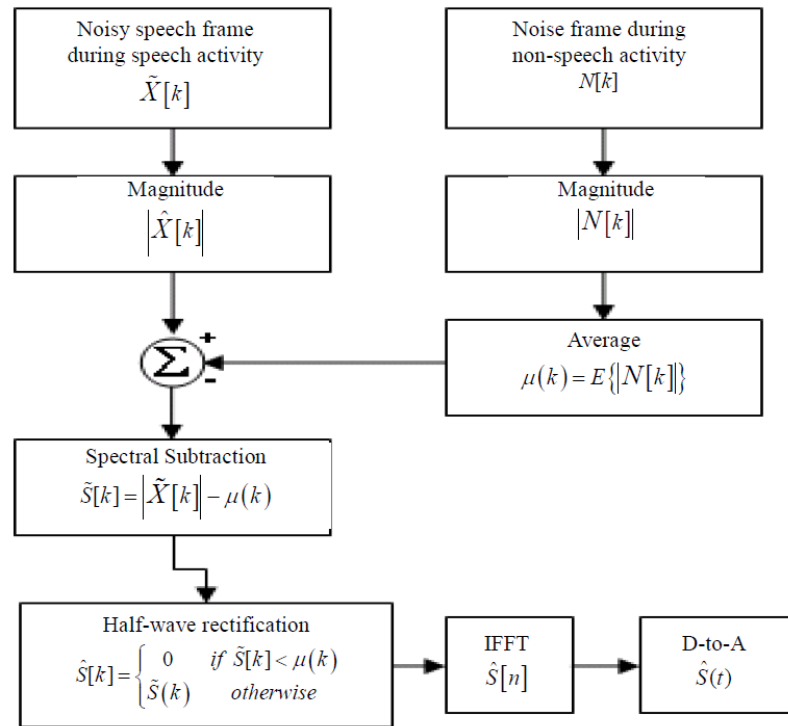 Noisy speech frame
during speech activity
X̃[k]
Noise frame during
non-speech activity
N[k]
Magnitude
|X̂[k]|
Magnitude
|N[k]|
Σ
+
-
Average
μ(k) = E{|N[k]|}
Spectral Subtraction
S̃[k] = |X̃[k]| − μ(k)
Half-wave rectification
Ŝ[k] = { 0 if S̃[k] < μ(k)
S̃(k) otherwise
IFFT
Ŝ[n]
D-to-A
Ŝ(t)